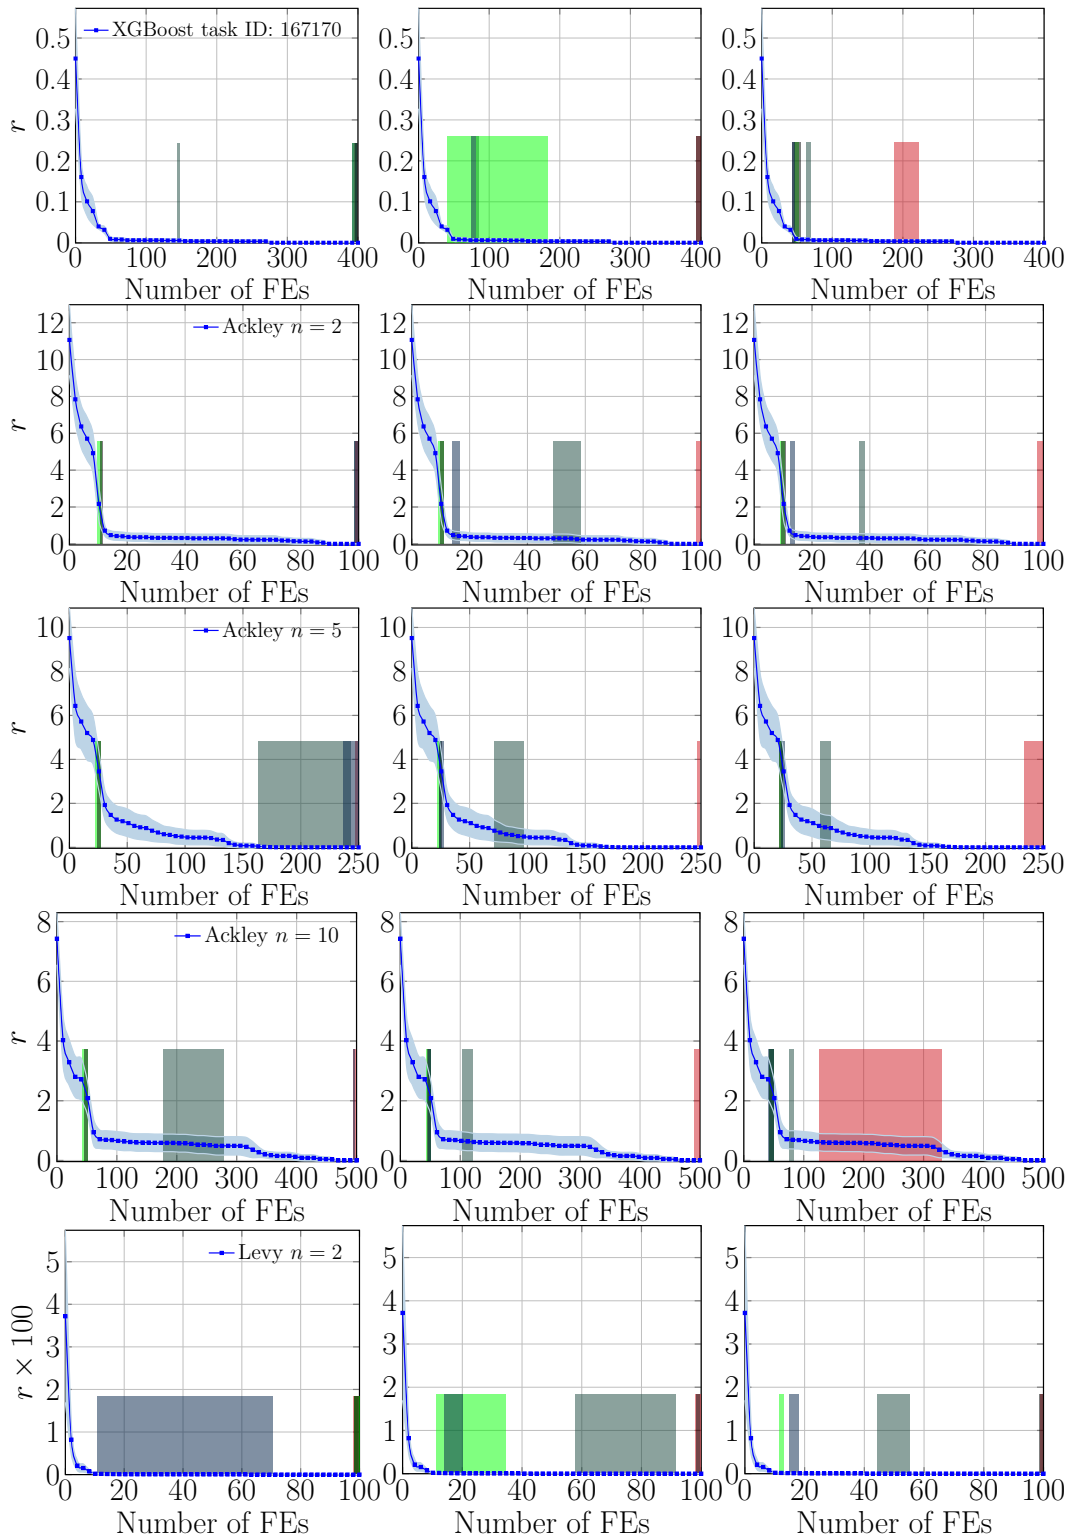 XGBoost task ID: 167170
r
0.5
0.4
0.3
0.2
0.1
0
0 100 200 300 400
Number of FEs
0.5
0.4
0.3
0.2
0.1
0
0 100 200 300 400
Number of FEs
0.5
0.4
0.3
0.2
0.1
0
0 100 200 300 400
Number of FEs
Ackley n = 2
r
12
10
8
6
4
2
0
0 20 40 60 80 100
Number of FEs
12
10
8
6
4
2
0
0 20 40 60 80 100
Number of FEs
12
10
8
6
4
2
0
0 20 40 60 80 100
Number of FEs
Ackley n = 5
r
10
8
6
4
2
0
0 50 100 150 200 250
Number of FEs
10
8
6
4
2
0
0 50 100 150 200 250
Number of FEs
10
8
6
4
2
0
0 50 100 150 200 250
Number of FEs
Ackley n = 10
r
8
6
4
2
0
0 100 200 300 400 500
Number of FEs
8
6
4
2
0
0 100 200 300 400 500
Number of FEs
8
6
4
2
0
0 100 200 300 400 500
Number of FEs
Levy n = 2
r × 100
5
4
3
2
1
0
0 20 40 60 80 100
Number of FEs
5
4
3
2
1
0
0 20 40 60 80 100
Number of FEs
5
4
3
2
1
0
0 20 40 60 80 100
Number of FEs